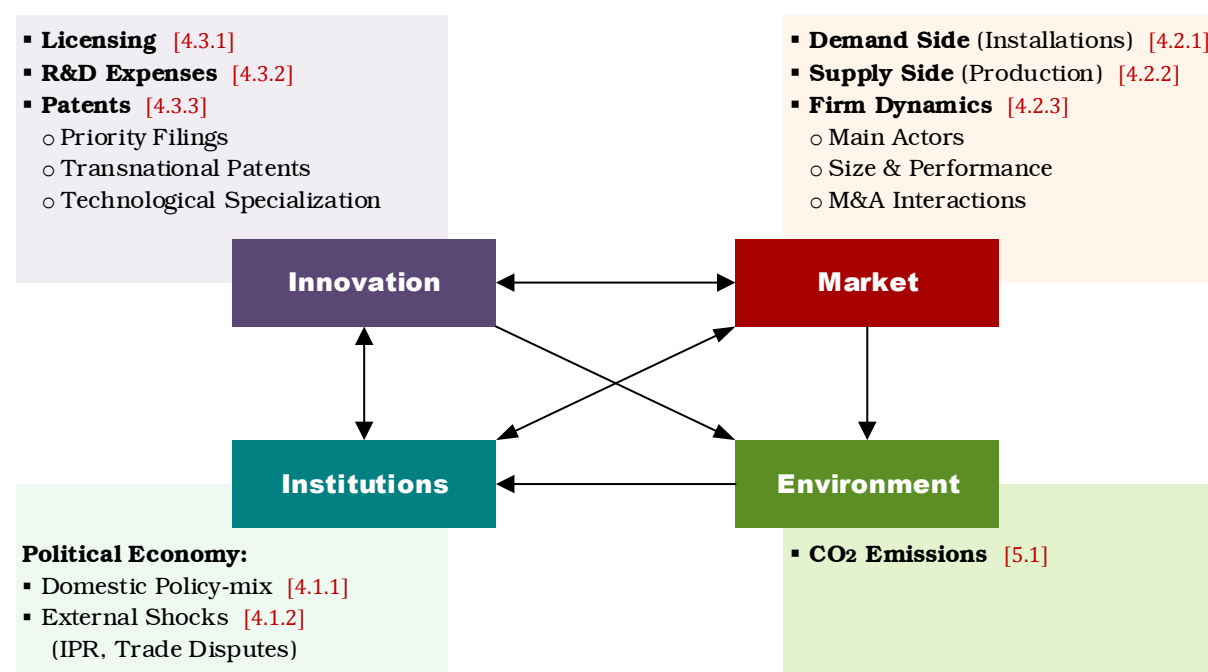 ▪ Licensing [4.3.1]
▪ R&D Expenses [4.3.2]
▪ Patents [4.3.3]
○ Priority Filings
○ Transnational Patents
○ Technological Specialization
▪ Demand Side (Installations) [4.2.1]
▪ Supply Side (Production) [4.2.2]
▪ Firm Dynamics [4.2.3]
○ Main Actors
○ Size & Performance
○ M&A Interactions
Innovation
Market
Institutions
Environment
Political Economy:
▪ Domestic Policy-mix [4.1.1]
▪ External Shocks [4.1.2]
(IPR, Trade Disputes)
▪ CO2 Emissions [5.1]